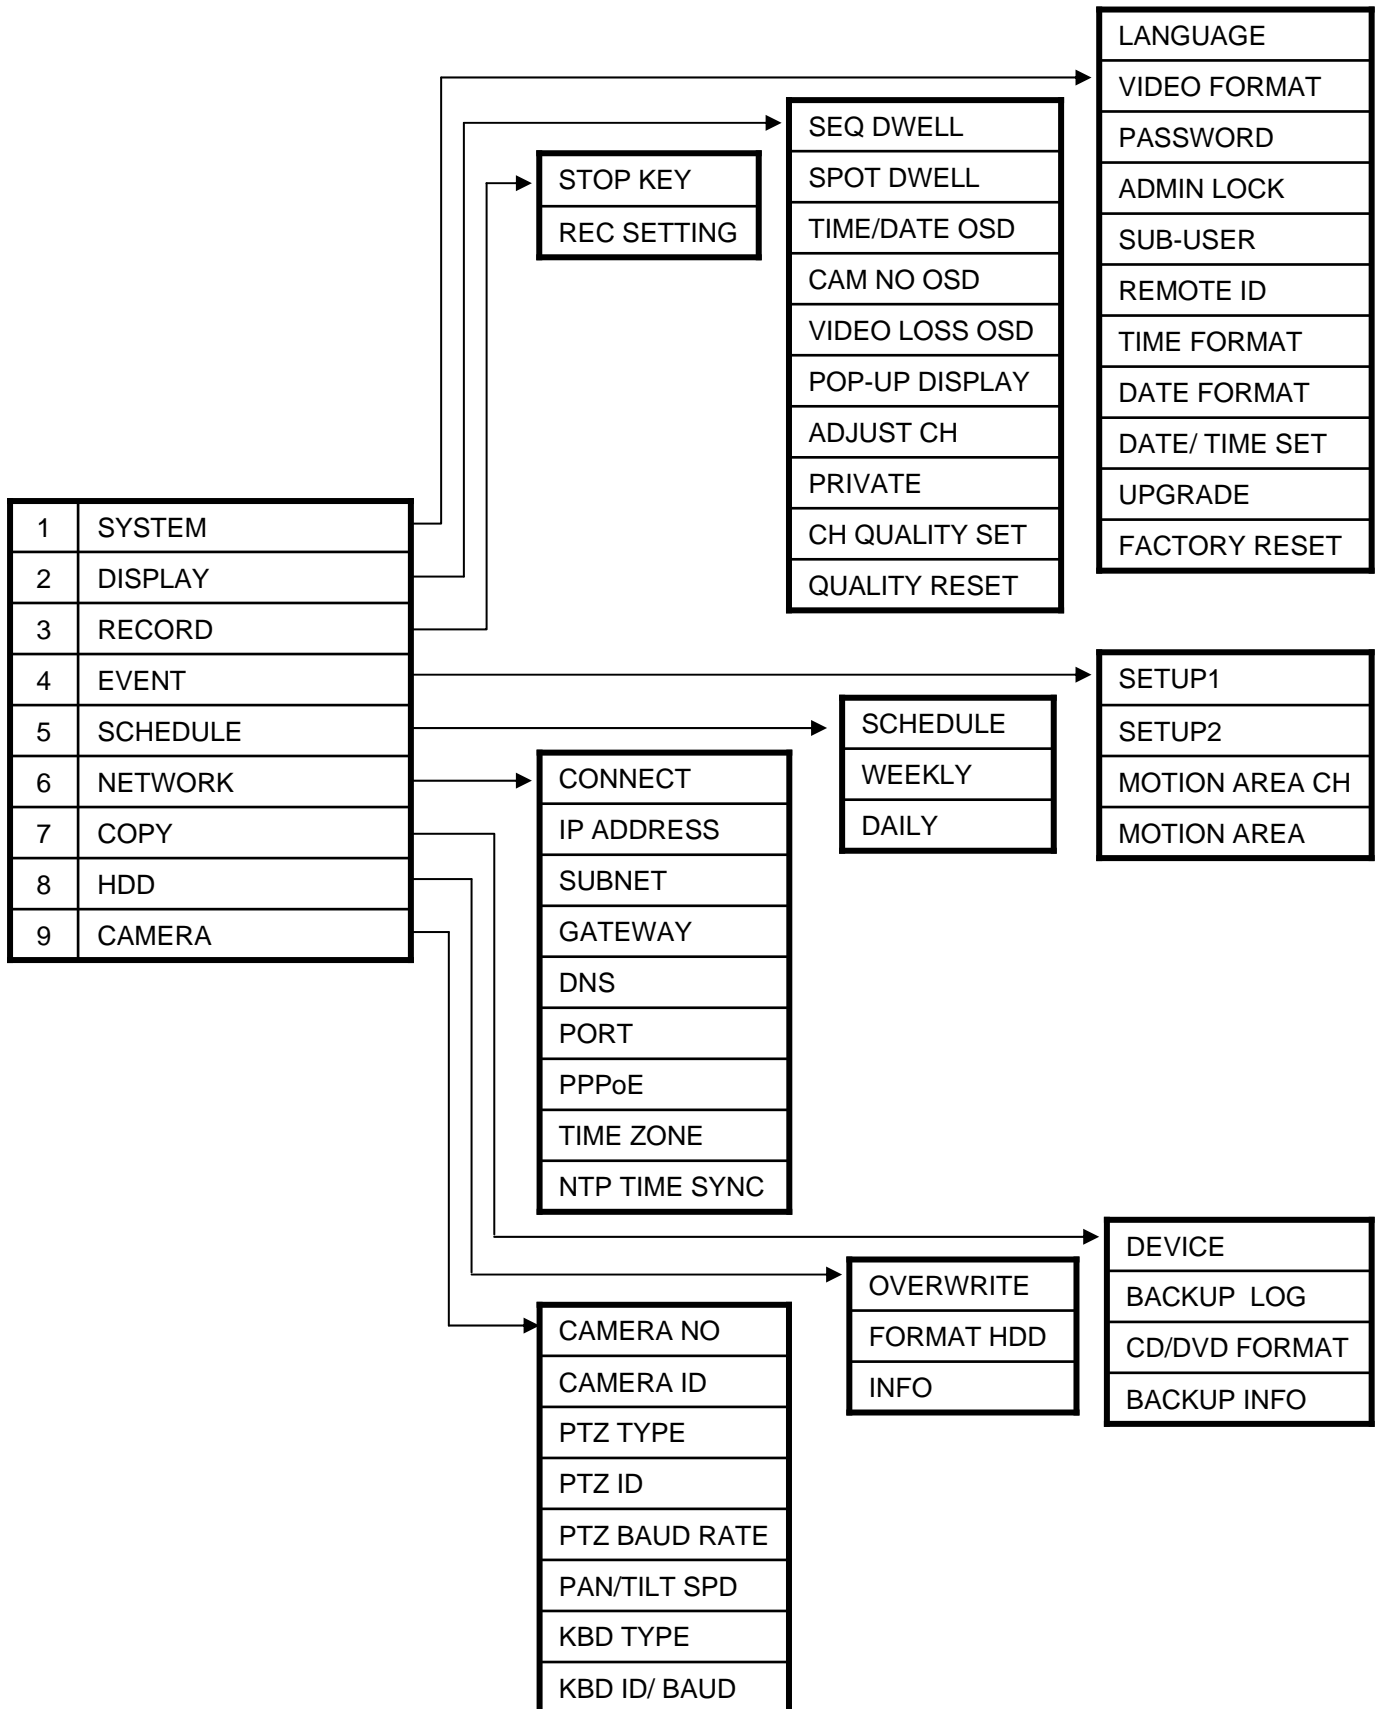 LANGUAGE
VIDEO FORMAT
PASSWORD
ADMIN LOCK
SUB-USER
REMOTE ID
TIME FORMAT
DATE FORMAT
DATE/ TIME SET
UPGRADE
FACTORY RESET
SEQ DWELL
SPOT DWELL
TIME/DATE OSD
CAM NO OSD
VIDEO LOSS OSD
POP-UP DISPLAY
ADJUST CH
PRIVATE
CH QUALITY SET
QUALITY RESET
STOP KEY
REC SETTING
1 SYSTEM
2 DISPLAY
3 RECORD
4 EVENT
5 SCHEDULE
6 NETWORK
7 COPY
8 HDD
9 CAMERA
SETUP1
SETUP2
MOTION AREA CH
MOTION AREA
SCHEDULE
WEEKLY
DAILY
CONNECT
IP ADDRESS
SUBNET
GATEWAY
DNS
PORT
PPPoE
TIME ZONE
NTP TIME SYNC
DEVICE
BACKUP LOG
CD/DVD FORMAT
BACKUP INFO
OVERWRITE
FORMAT HDD
INFO
CAMERA NO
CAMERA ID
PTZ TYPE
PTZ ID
PTZ BAUD RATE
PAN/TILT SPD
KBD TYPE
KBD ID/ BAUD